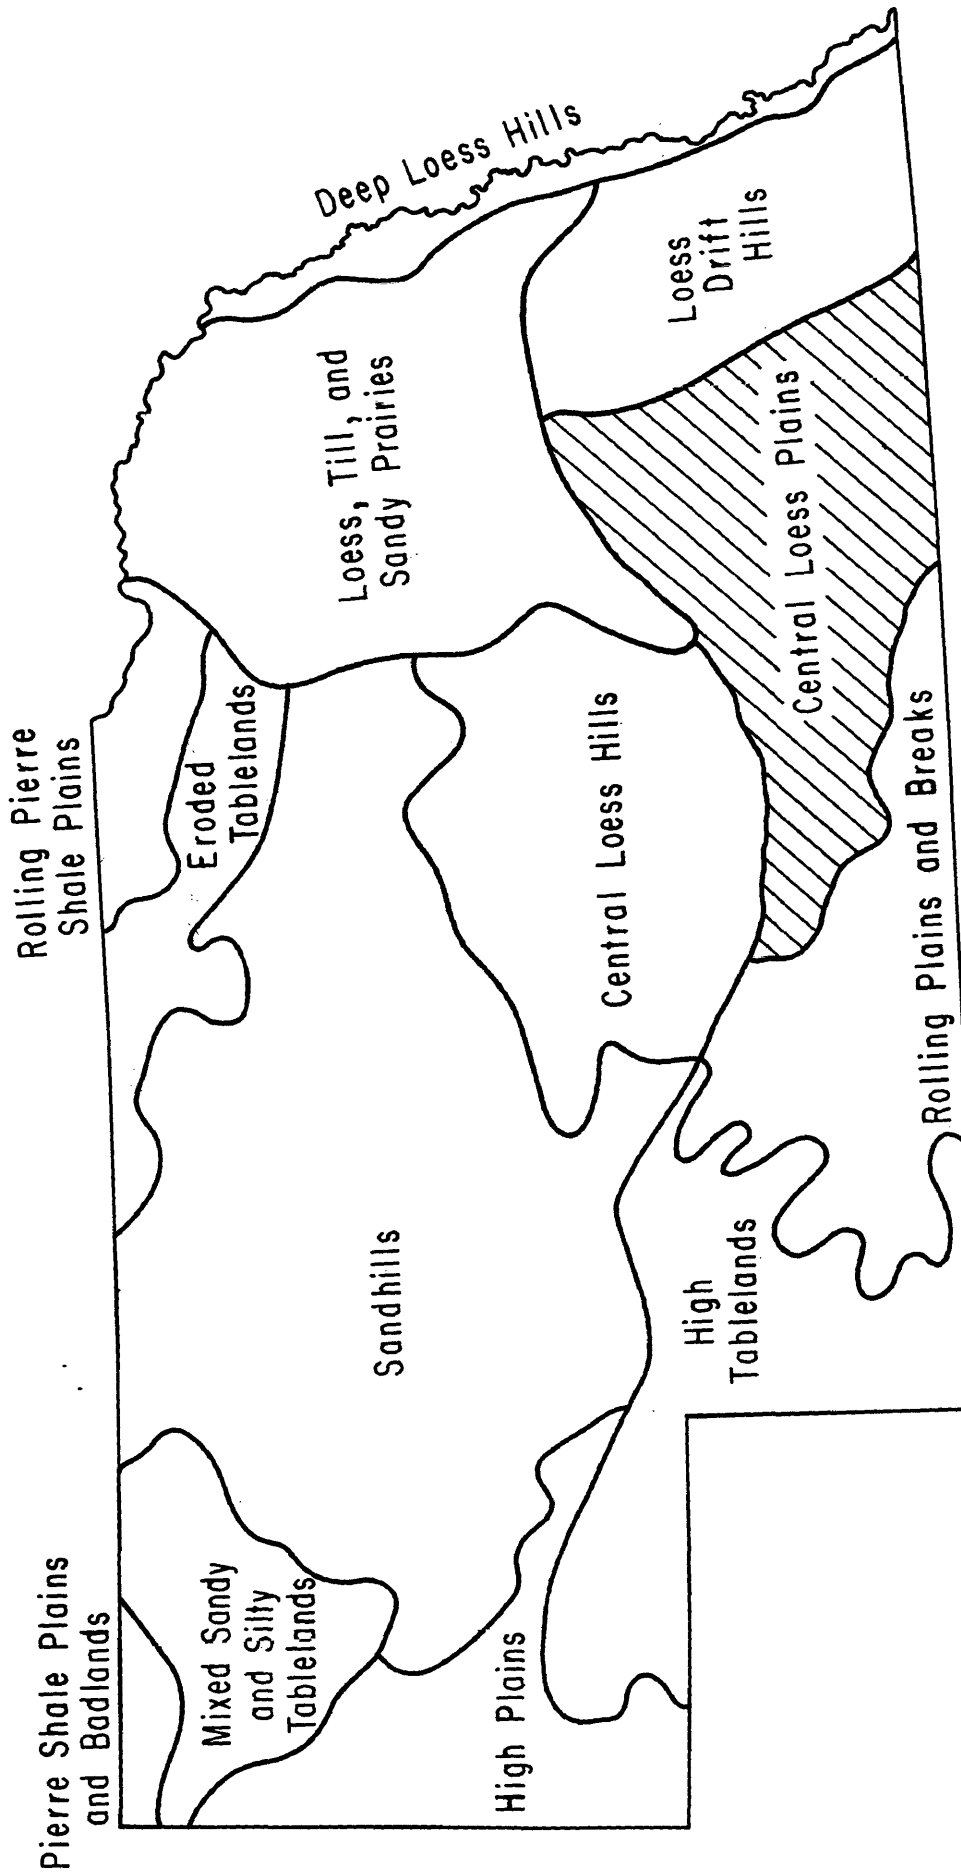 Pierre Shale Plains
and Badlands
Rolling Pierre
Shale Plains
Mixed Sandy
and Silty
Tablelands
Eroded
Tablelands
Deep Loess Hills
Loess, Till, and
Sandy Prairies
Sandhills
High Plains
Central Loess Hills
Loess
Drift
Hills
High
Tablelands
Central Loess Plains
Rolling Plains and Breaks